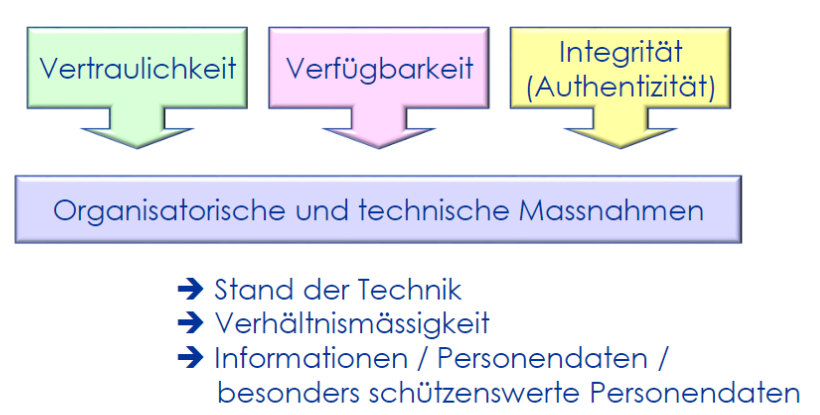 Vertraulichkeit
Verfügbarkeit
Integrität
(Authentizität)
Organisatorische und technische Massnahmen
➔ Stand der Technik
➔ Verhältnismässigkeit
➔ Informationen / Personendaten /
besonders schützenswerte Personendaten